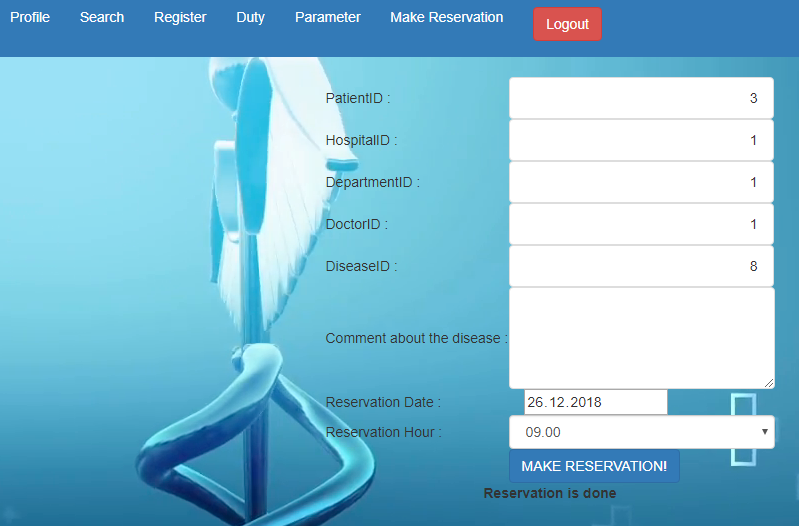 Profile Search Register Duty Parameter Make Reservation Logout
PatientID : 3
HospitalID : 1
DepartmentID : 1
DoctorID : 1
DiseaseID : 8
Comment about the disease :
Reservation Date : 26.12.2018
Reservation Hour : 09.00
MAKE RESERVATION!
Reservation is done